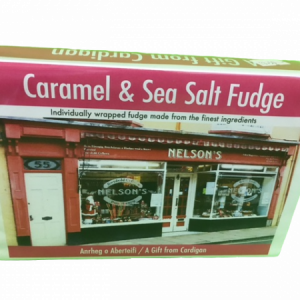 Gift from Cardigan
Caramel & Sea Salt Fudge
Individually wrapped fudge made from the finest ingredients
NELSON'S
55
NELSON'S
NELSON'S
Anrheg o Aberteifi / A Gift from Cardigan